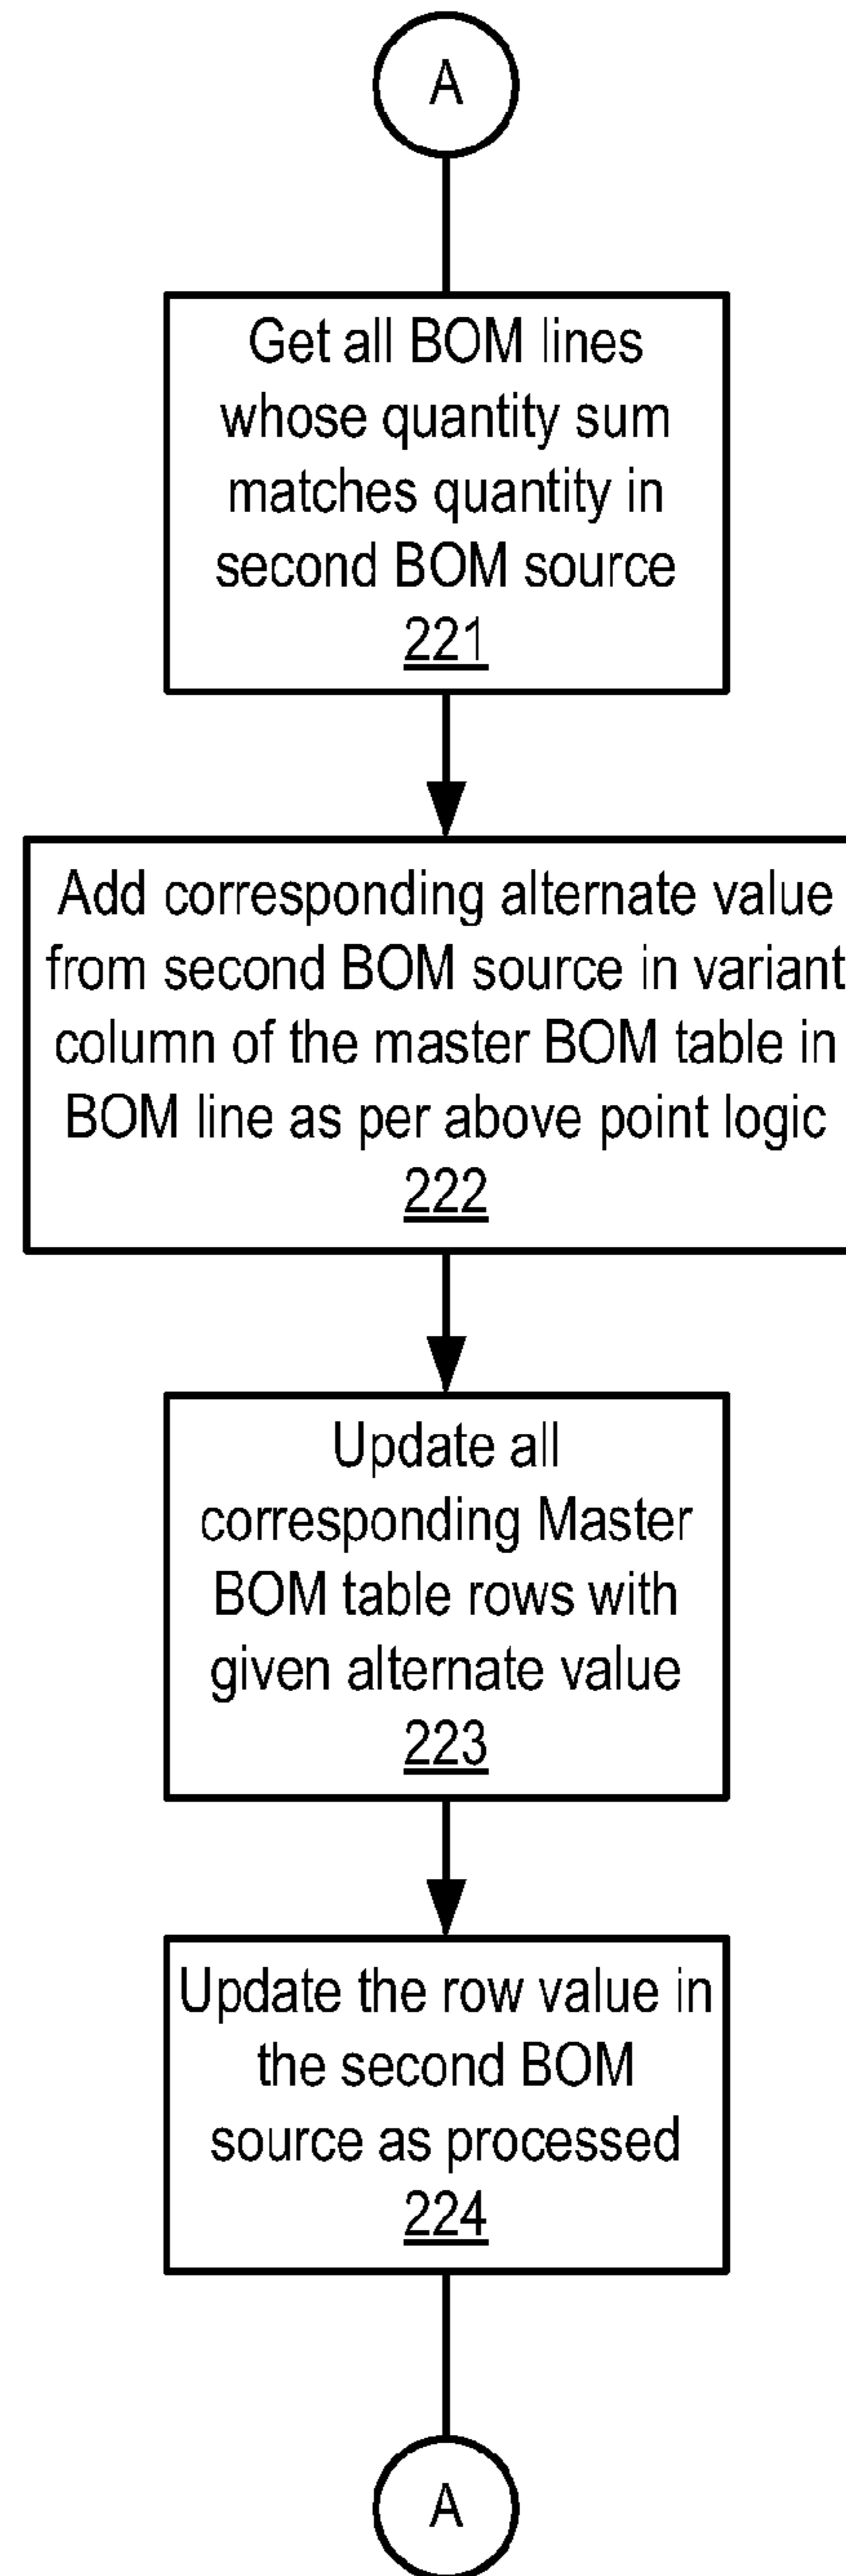 A
Get all BOM lines
whose quantity sum
matches quantity in
second BOM source
221
Add corresponding alternate value
from second BOM source in variant
column of the master BOM table in
BOM line as per above point logic
222
Update all
corresponding Master
BOM table rows with
given alternate value
223
Update the row value in
the second BOM
source as processed
224
A